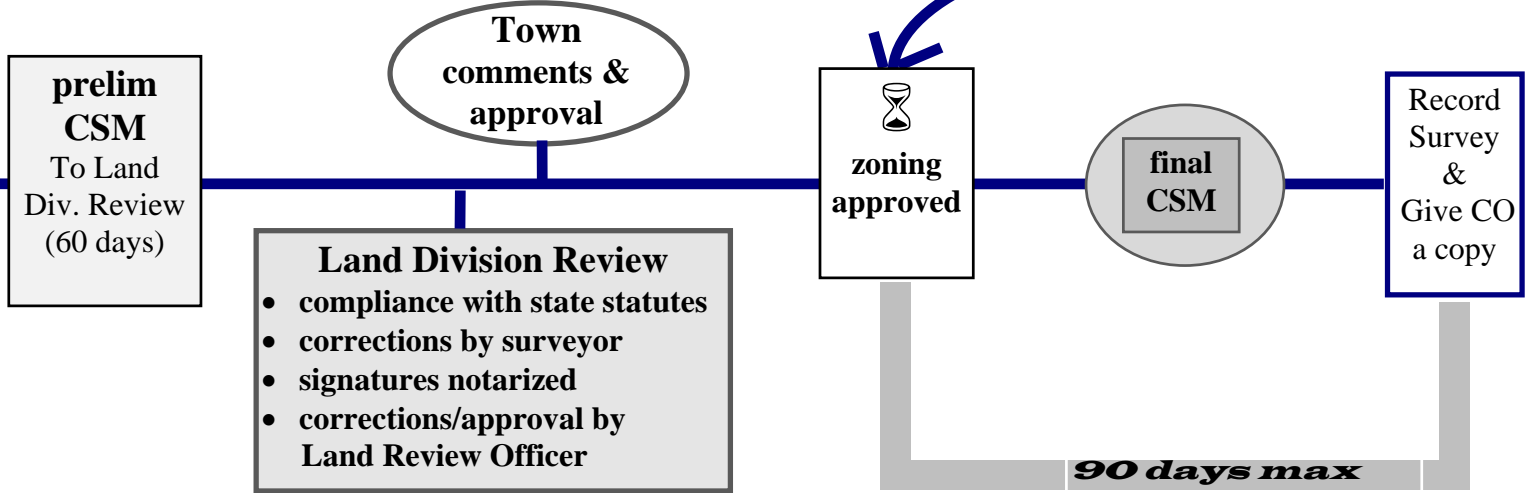 prelim
CSM
To Land
Div. Review
(60 days)
Town
comments &
approval
Land Division Review
• compliance with state statutes
• corrections by surveyor
• signatures notarized
• corrections/approval by
Land Review Officer
zoning
approved
final
CSM
Record
Survey
&
Give CO
a copy
90 days max